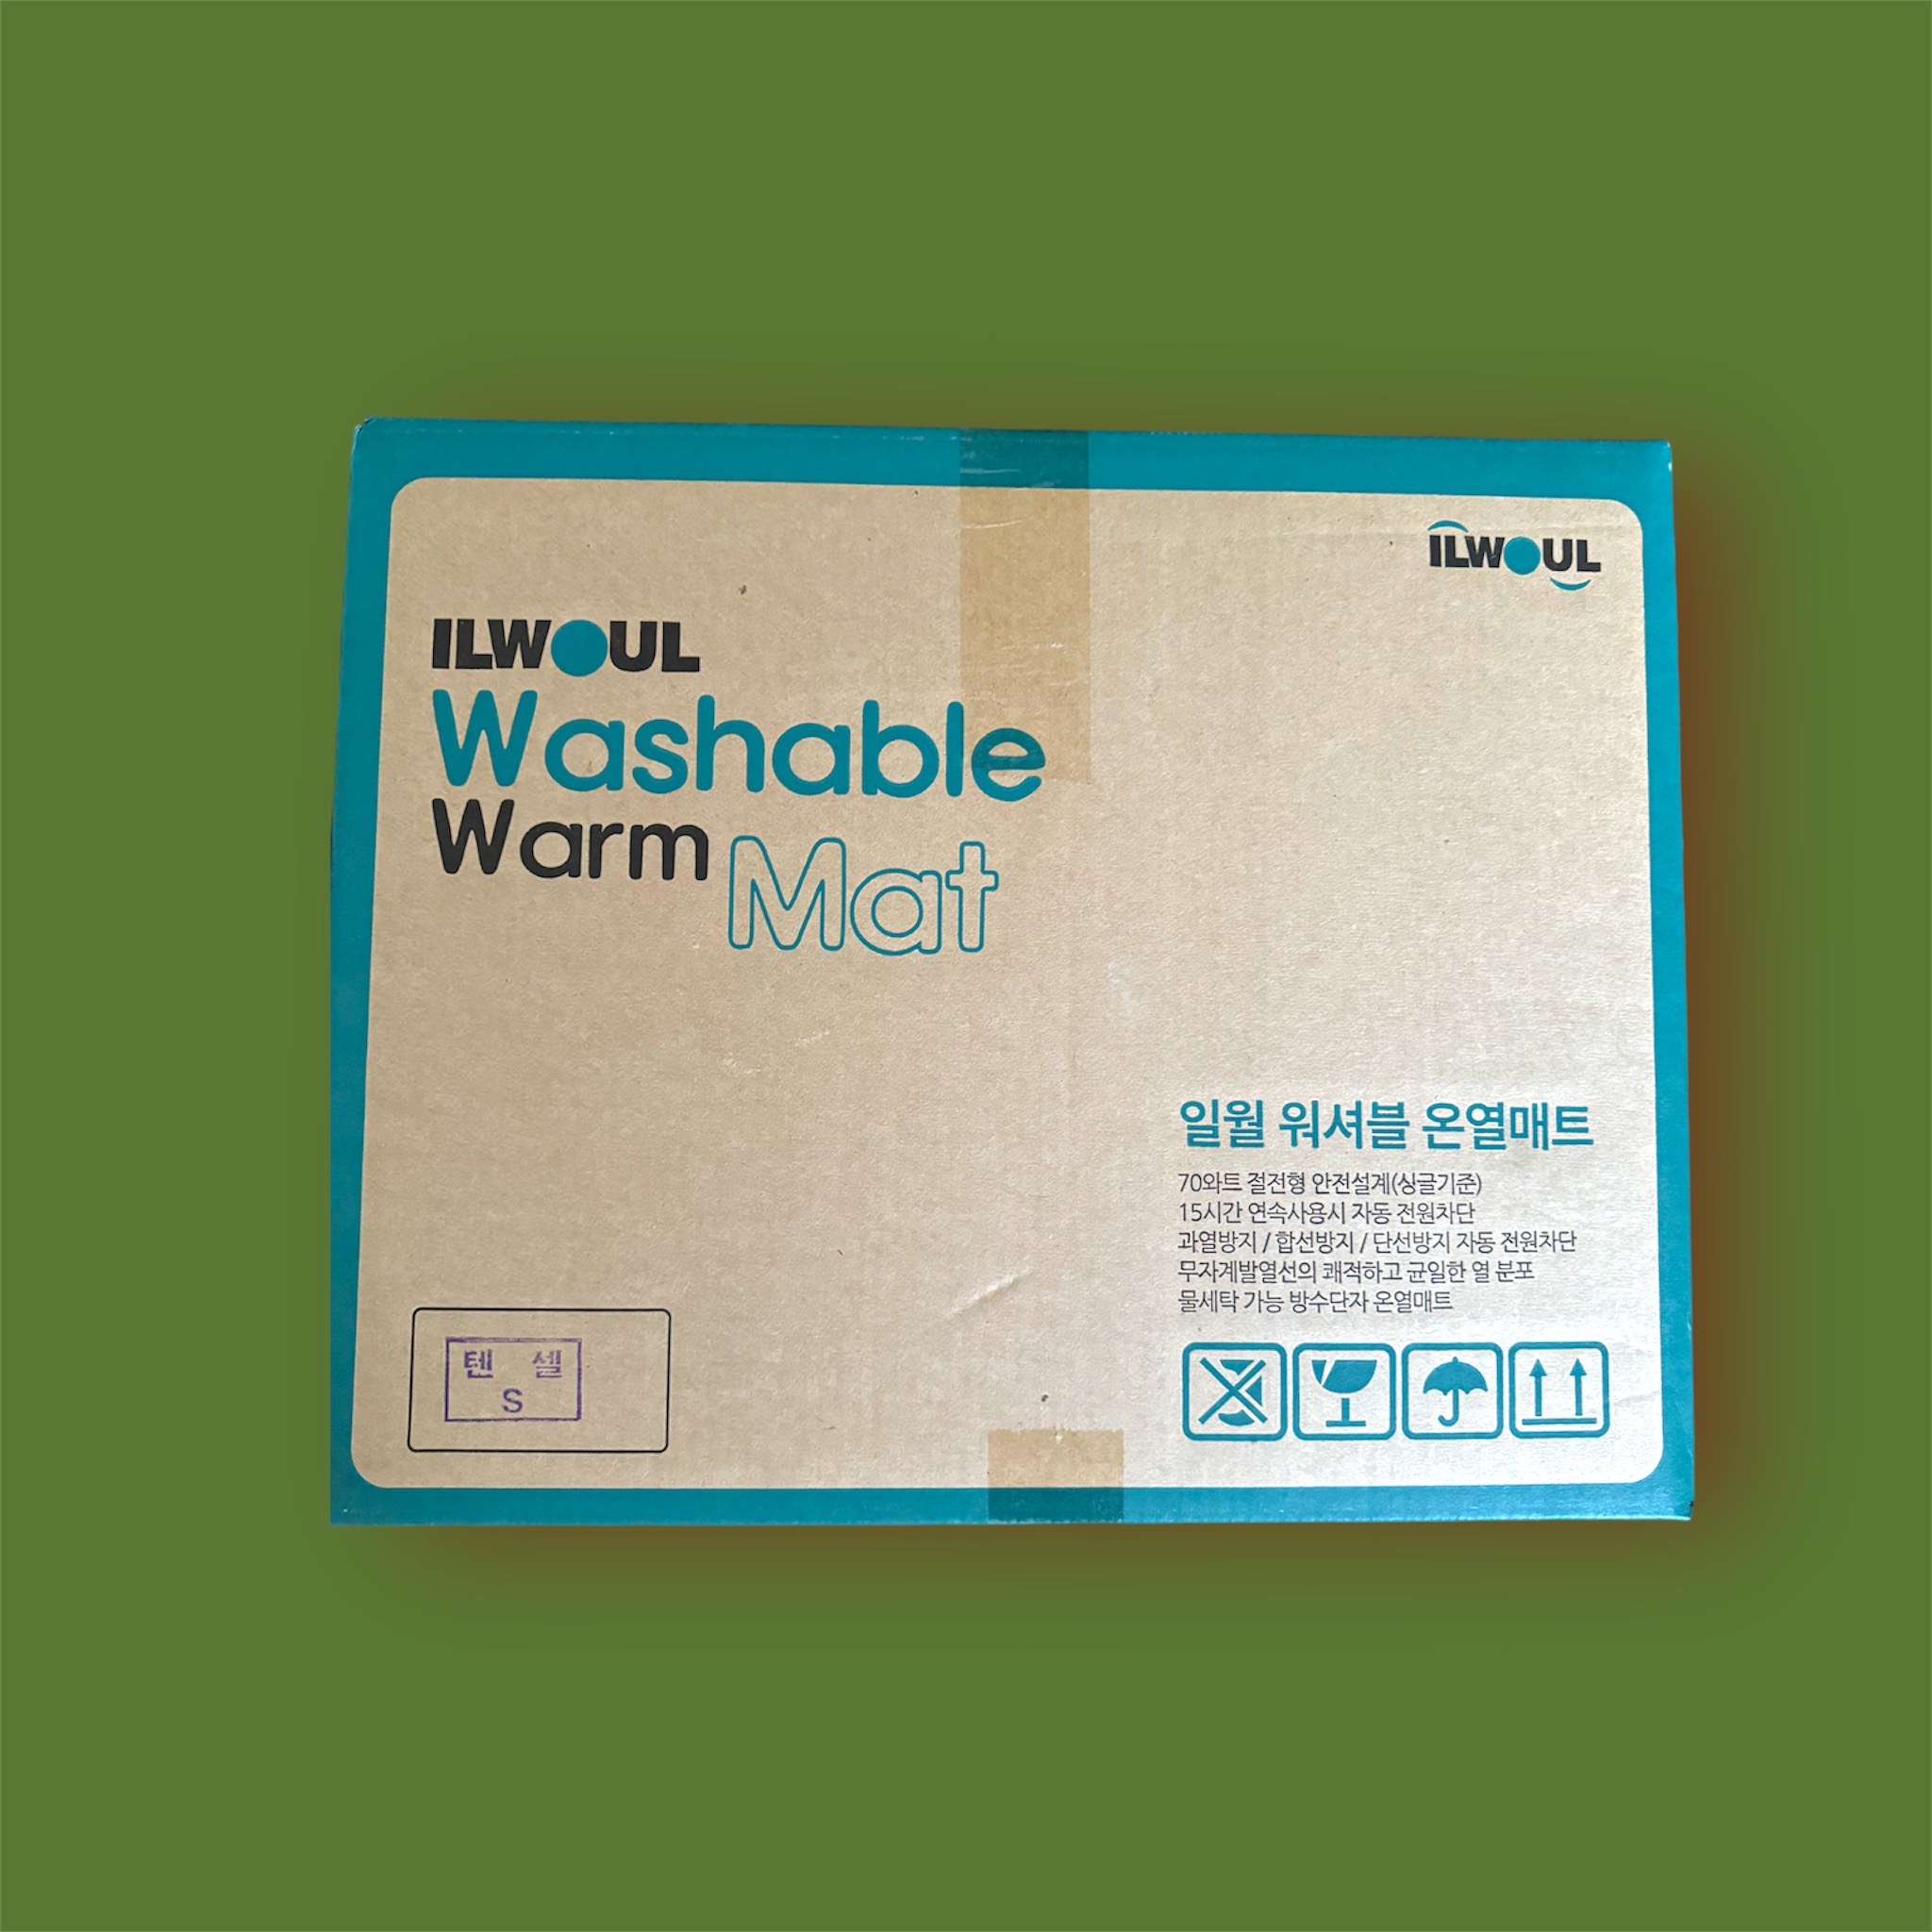 ILWOUL
ILWOUL
Washable
Warm Mat
일월 워셔블 온열매트
70와트 절전형 안전설계(싱글기준)
15시간 연속사용시 자동 전원차단
과열방지 / 합선방지 / 단선방지 자동 전원차단
무자계발열선의 쾌적하고 균일한 열 분포
물세탁 가능 방수단자 온열매트
텐 셀
S